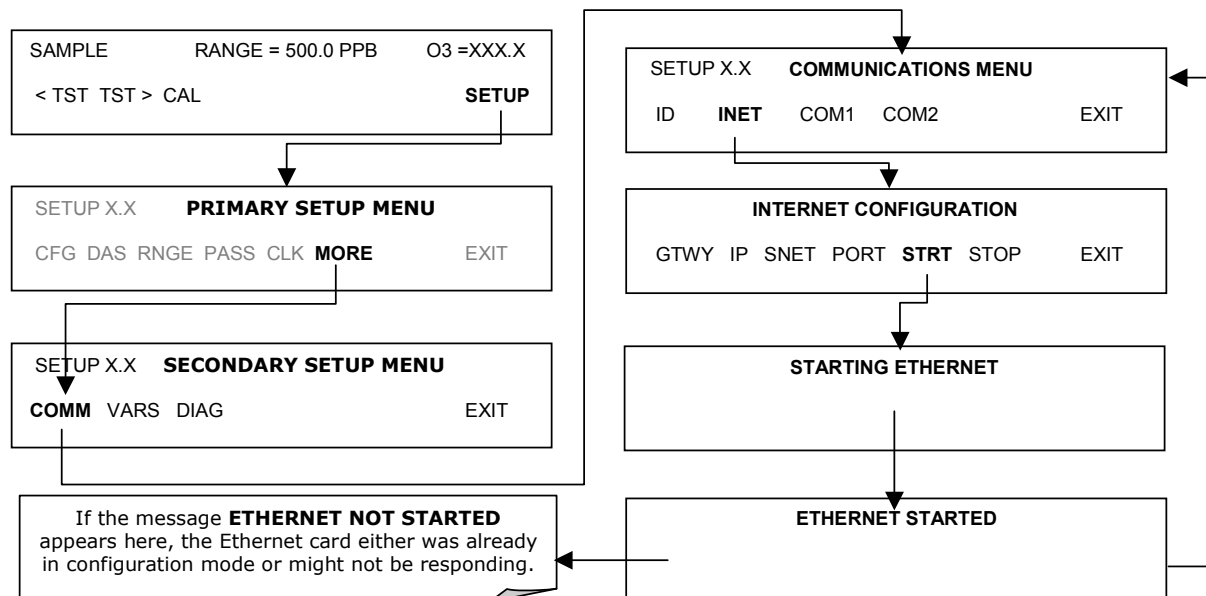 SAMPLE RANGE = 500.0 PPB O3 =XXX.X
< TST TST > CAL SETUP
SETUP X.X PRIMARY SETUP MENU
CFG DAS RNGE PASS CLK MORE EXIT
SETUP X.X SECONDARY SETUP MENU
COMM VARS DIAG EXIT
SETUP X.X COMMUNICATIONS MENU
ID INET COM1 COM2 EXIT
INTERNET CONFIGURATION
GTWY IP SNET PORT STRT STOP EXIT
STARTING ETHERNET
ETHERNET STARTED
If the message ETHERNET NOT STARTED
appears here, the Ethernet card either was already
in configuration mode or might not be responding.